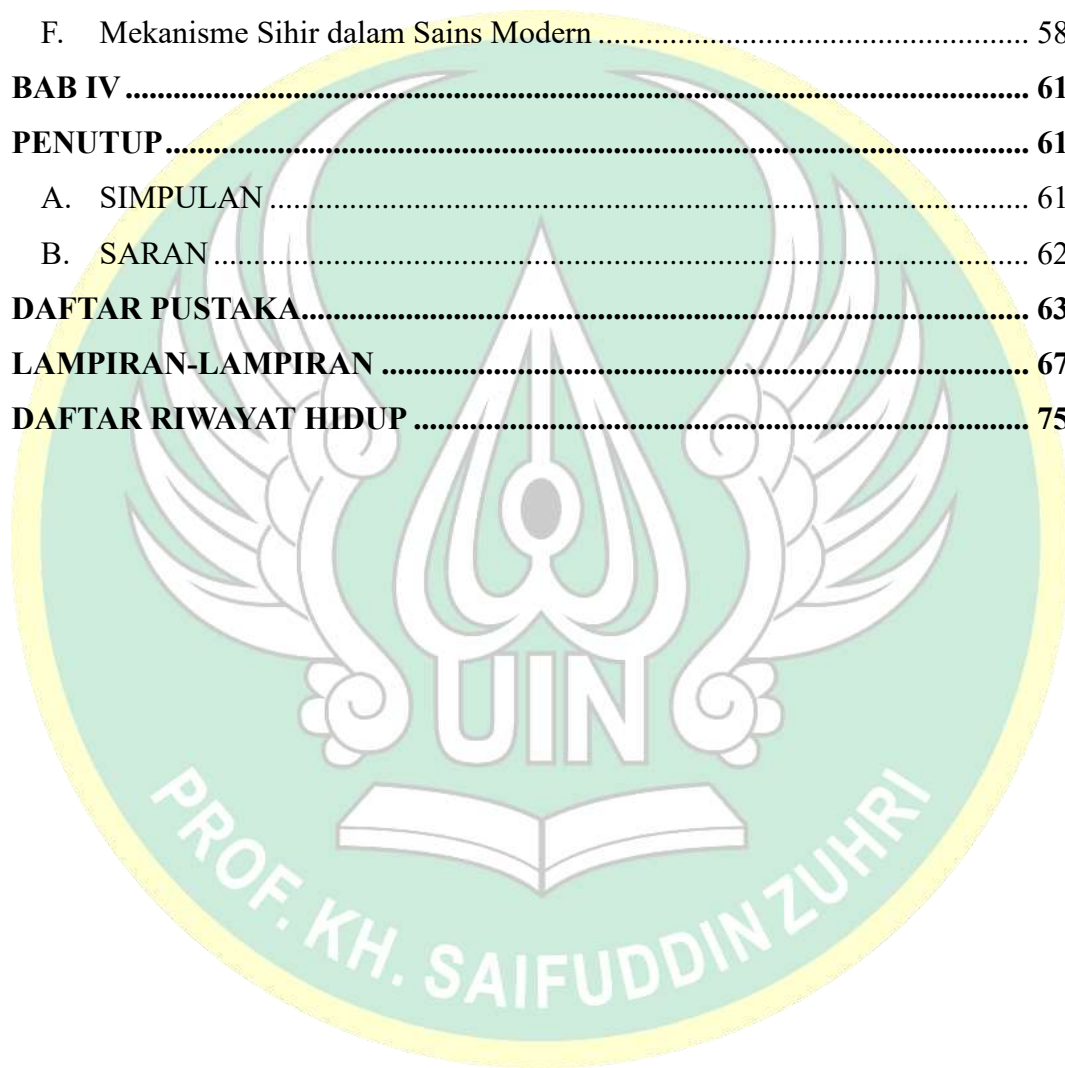 F. Mekanisme Sihir dalam Sains Modern ........................................................ 58
BAB IV ................................................................................................................... 61
PENUTUP.............................................................................................................. 61
A. SIMPULAN ................................................................................................ 61
B. SARAN ....................................................................................................... 62
DAFTAR PUSTAKA............................................................................................. 63
LAMPIRAN-LAMPIRAN .................................................................................. 67
DAFTAR RIWAYAT HIDUP .............................................................................. 75
UIN
PROF. KH. SAIFUDDIN ZUHRI